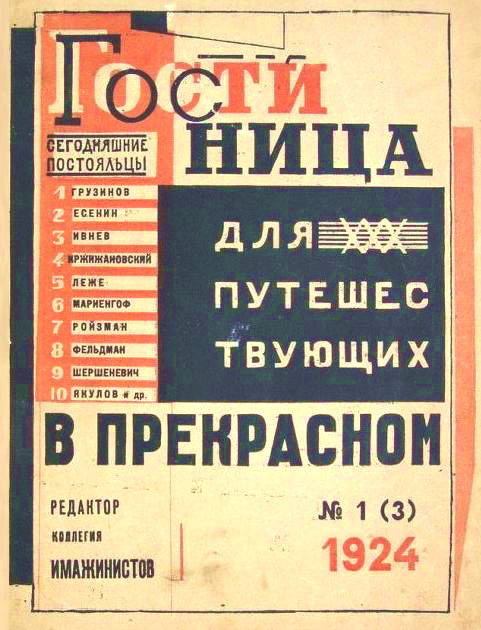 ГОСТИ
НИЦА
СЕГОДНЯШНИЕ
ПОСТОЯЛЬЦЫ
1 ГРУЗИНОВ
2 ЕСЕНИН
3 ИВНЕВ
4 КРЖИЖАНОВСКИЙ
5 ЛЕЖЕ
6 МАРИЕНГОФ
7 РОЙЗМАН
8 ФЕЛЬДМАН
9 ШЕРШЕНЕВИЧ
10 ЯКУЛОВ и др.
ДЛЯ
ПУТЕШЕС
ТВУЮЩИХ
В ПРЕКРАСНОМ
РЕДАКТОР
КОЛЛЕГИЯ
ИМАЖИНИСТОВ
№ 1 (3)
1924